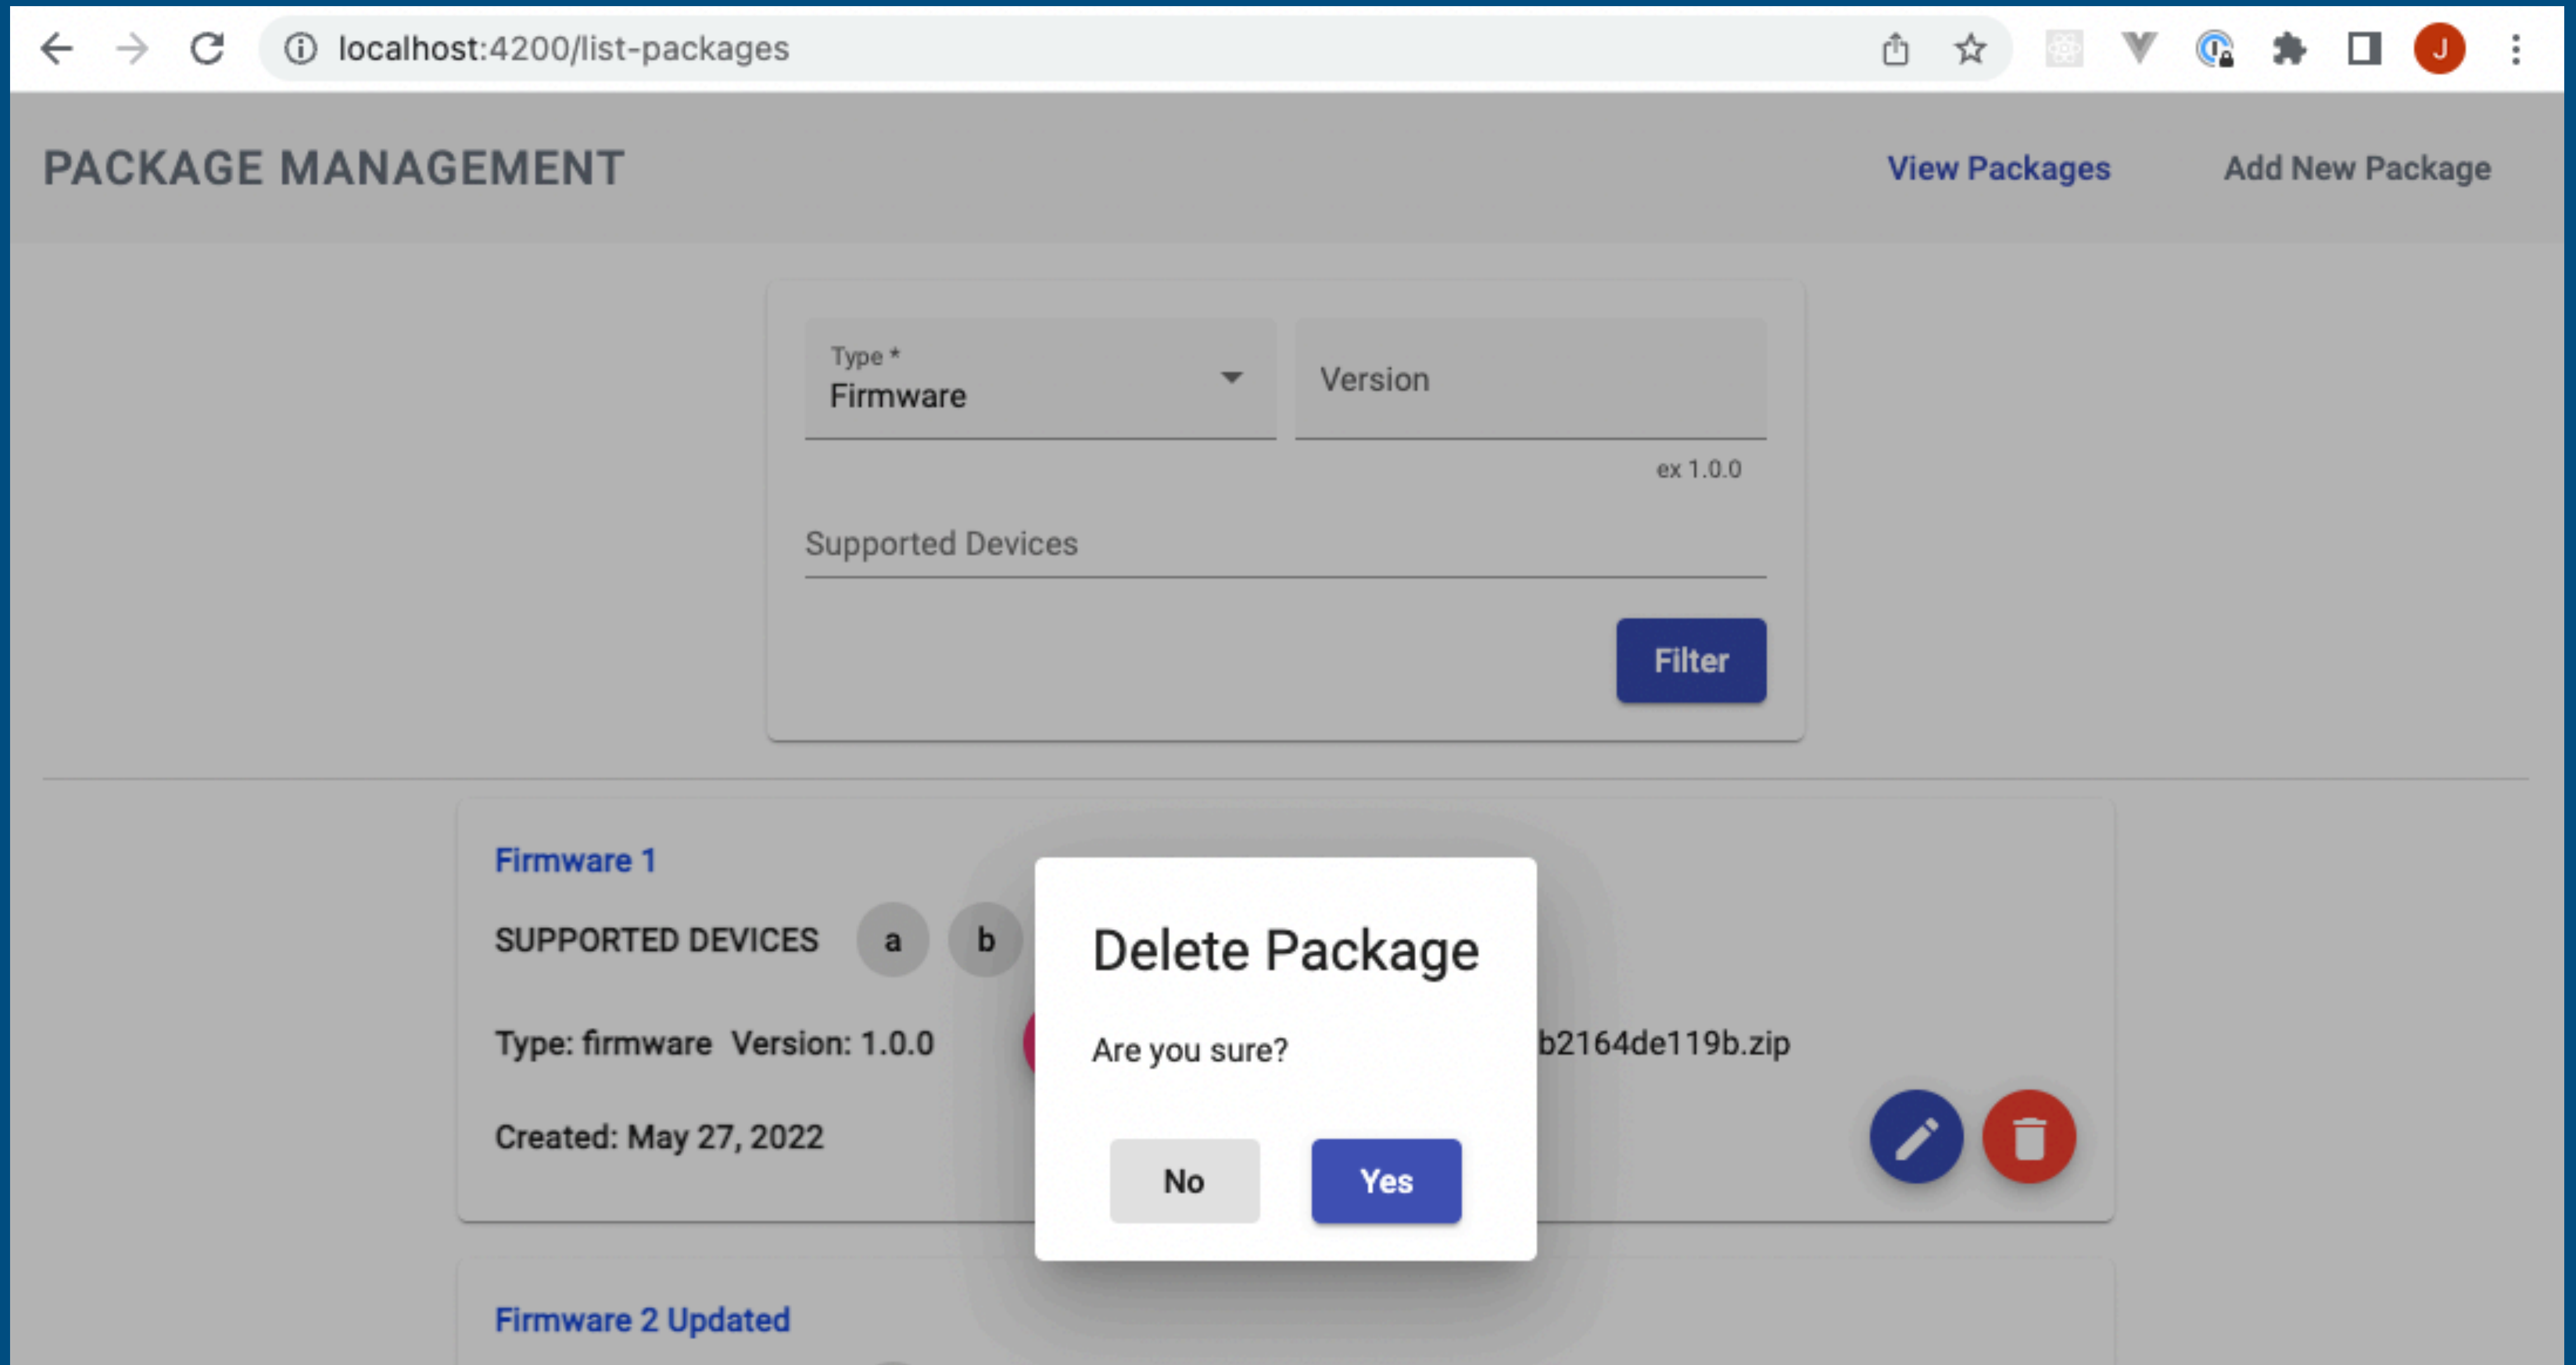 localhost:4200/list-packages
J
PACKAGE MANAGEMENT
View Packages
Add New Package
Type *
Firmware
Version
ex 1.0.0
Supported Devices
Filter
Firmware 1
SUPPORTED DEVICES a b
Type: firmware Version: 1.0.0
b2164de119b.zip
Created: May 27, 2022
Delete Package
Are you sure?
No
Yes
Firmware 2 Updated